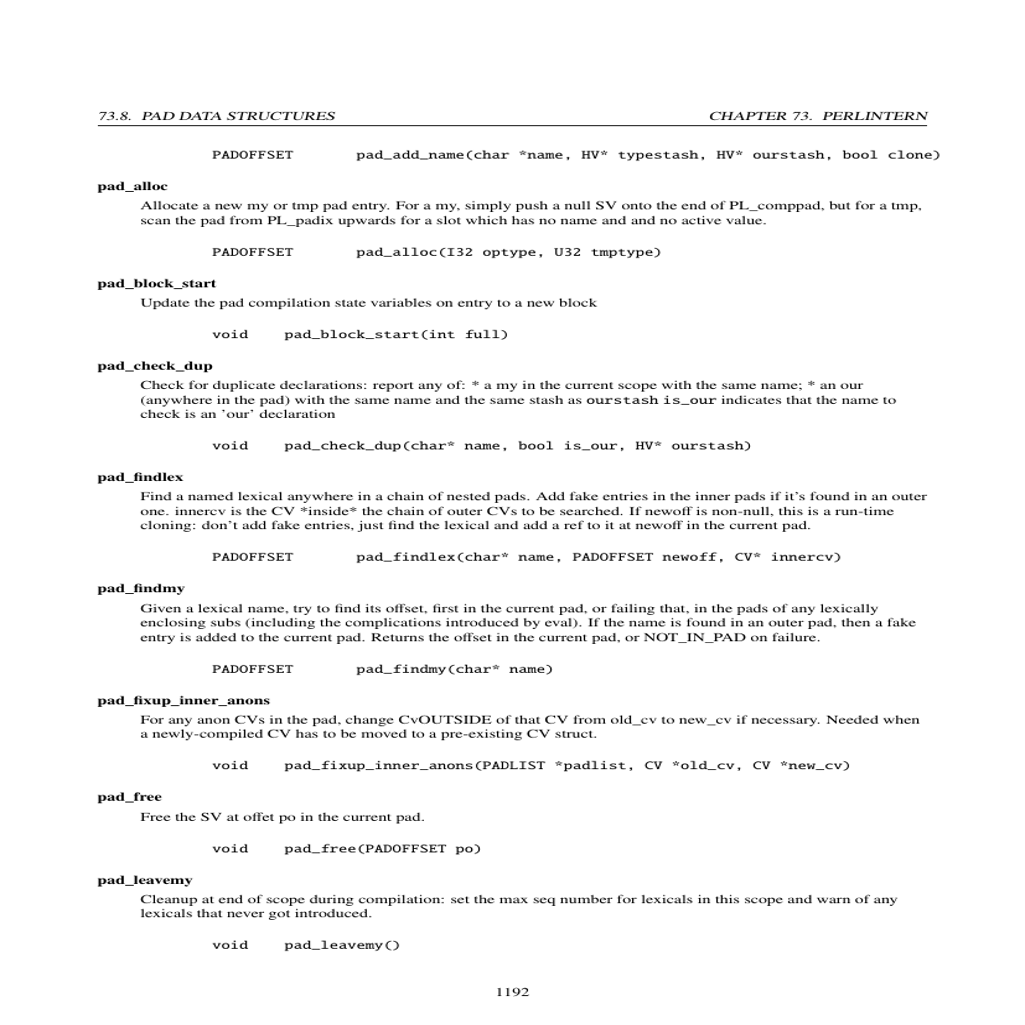 73.8. PAD DATA STRUCTURES CHAPTER 73. PERLINTERN
PADOFFSET pad_add_name(char *name, HV* typestash, HV* ourstash, bool clone)
pad_alloc
Allocate a new my or tmp pad entry. For a my, simply push a null SV onto the end of PL_comppad, but for a tmp,
scan the pad from PL_padix upwards for a slot which has no name and and no active value.
PADOFFSET pad_alloc(I32 optype, U32 tmptype)
pad_block_start
Update the pad compilation state variables on entry to a new block
void pad_block_start(int full)
pad_check_dup
Check for duplicate declarations: report any of: * a my in the current scope with the same name; * an our
(anywhere in the pad) with the same name and the same stash as ourstash is_our indicates that the name to
check is an 'our' declaration
void pad_check_dup(char* name, bool is_our, HV* ourstash)
pad_findlex
Find a named lexical anywhere in a chain of nested pads. Add fake entries in the inner pads if it's found in an outer
one. innercv is the CV *inside* the chain of outer CVs to be searched. If newoff is non-null, this is a run-time
cloning: don't add fake entries, just find the lexical and add a ref to it at newoff in the current pad.
PADOFFSET pad_findlex(char* name, PADOFFSET newoff, CV* innercv)
pad_findmy
Given a lexical name, try to find its offset, first in the current pad, or failing that, in the pads of any lexically
enclosing subs (including the complications introduced by eval). If the name is found in an outer pad, then a fake
entry is added to the current pad. Returns the offset in the current pad, or NOT_IN_PAD on failure.
PADOFFSET pad_findmy(char* name)
pad_fixup_inner_anons
For any anon CVs in the pad, change CvOUTSIDE of that CV from old_cv to new_cv if necessary. Needed when
a newly-compiled CV has to be moved to a pre-existing CV struct.
void pad_fixup_inner_anons(PADLIST *padlist, CV *old_cv, CV *new_cv)
pad_free
Free the SV at offet po in the current pad.
void pad_free(PADOFFSET po)
pad_leavemy
Cleanup at end of scope during compilation: set the max seq number for lexicals in this scope and warn of any
lexicals that never got introduced.
void pad_leavemy()
1192